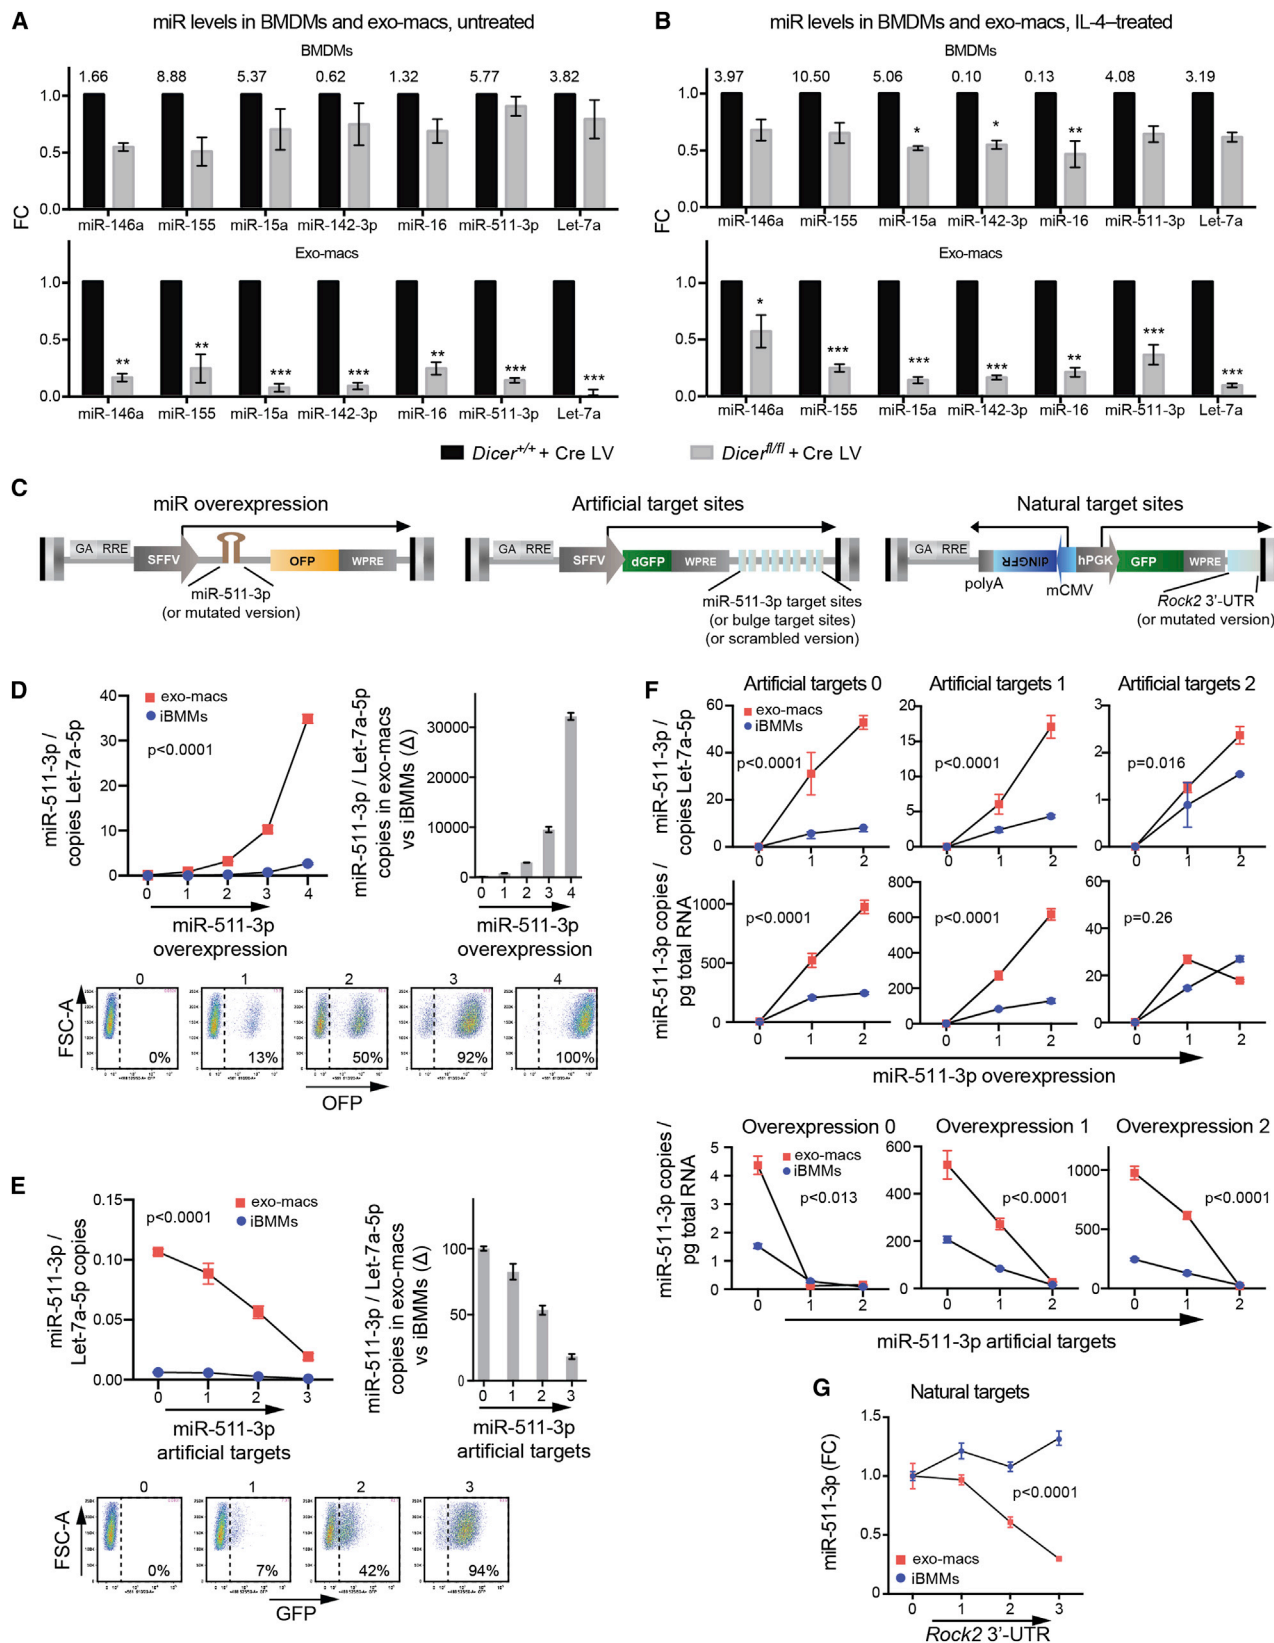 A
miR levels in BMDMs and exo-macs, untreated
BMDMs
1.66 8.88 5.37 0.62 1.32 5.77 3.82
1.0
0.5
0.0
miR-146a miR-155 miR-15a miR-142-3p miR-16 miR-511-3p Let-7a
FC
Exo-macs
1.0
0.5
0.0
** ** *** *** ** *** ***
miR-146a miR-155 miR-15a miR-142-3p miR-16 miR-511-3p Let-7a
B
miR levels in BMDMs and exo-macs, IL-4–treated
BMDMs
3.97 10.50 5.06 0.10 0.13 4.08 3.19
1.0
0.5
0.0
* * **
miR-146a miR-155 miR-15a miR-142-3p miR-16 miR-511-3p Let-7a
FC
Exo-macs
1.0
0.5
0.0
* *** *** *** ** *** ***
miR-146a miR-155 miR-15a miR-142-3p miR-16 miR-511-3p Let-7a
Dicer+/+ + Cre LV
Dicerfl/fl + Cre LV
C
miR overexpression
GA RRE SFFV OFP WPRE
miR-511-3p
(or mutated version)
Artificial target sites
GA RRE SFFV dGFP WPRE
miR-511-3p target sites
(or bulge target sites)
(or scrambled version)
Natural target sites
GA RRE dlNGFR hPGK GFP WPRE
polyA
mCMV
Rock2 3'-UTR
(or mutated version)
D
miR-511-3p /
copies Let-7a-5p
40
30
20
10
0
exo-macs
iBMMs
p<0.0001
0 1 2 3 4
miR-511-3p
overexpression
miR-511-3p / Let-7a-5p
copies in exo-macs
vs iBMMs (Δ)
30000
20000
10000
0
0 1 2 3 4
miR-511-3p
overexpression
FSC-A
0 1 2 3 4
0% 13% 50% 92% 100%
OFP
E
miR-511-3p /
Let-7a-5p copies
0.15
0.10
0.05
0.00
p<0.0001
exo-macs
iBMMs
0 1 2 3
miR-511-3p
artificial targets
miR-511-3p / Let-7a-5p
copies in exo-macs
vs iBMMs (Δ)
100
50
0
0 1 2 3
miR-511-3p
artificial targets
FSC-A
0 1 2 3
0% 7% 42% 94%
GFP
F
Artificial targets 0 Artificial targets 1 Artificial targets 2
miR-511-3p /
copies Let-7a-5p
60
40
20
0
exo-macs
iBMMs
p<0.0001
0 1 2
20
15
10
5
0
p<0.0001
0 1 2
3
2
1
0
p=0.016
0 1 2
miR-511-3p copies /
pg total RNA
1000
500
0
p<0.0001
0 1 2
800
600
400
200
0
p<0.0001
0 1 2
60
40
20
0
p=0.26
0 1 2
miR-511-3p overexpression
Overexpression 0 Overexpression 1 Overexpression 2
miR-511-3p copies /
pg total RNA
5
4
3
2
1
0
exo-macs
iBMMs
p<0.013
0 1 2
600
400
200
0
p<0.0001
0 1 2
1000
500
0
p<0.0001
0 1 2
miR-511-3p artificial targets
G
Natural targets
miR-511-3p (FC)
1.5
1.0
0.5
0
p<0.0001
exo-macs
iBMMs
0 1 2 3
Rock2 3'-UTR